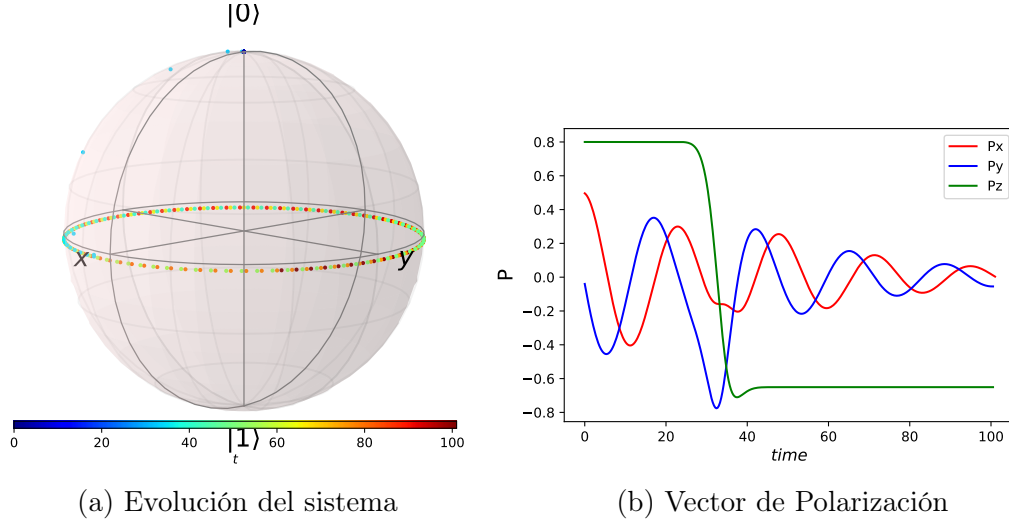 |0⟩
x
y
0 20 40 60 80 100
|1⟩
t
(a) Evolución del sistema
Px
Py
Pz
P
0.8
0.6
0.4
0.2
0.0
−0.2
−0.4
−0.6
−0.8
0 20 40 60 80 100
time
(b) Vector de Polarización